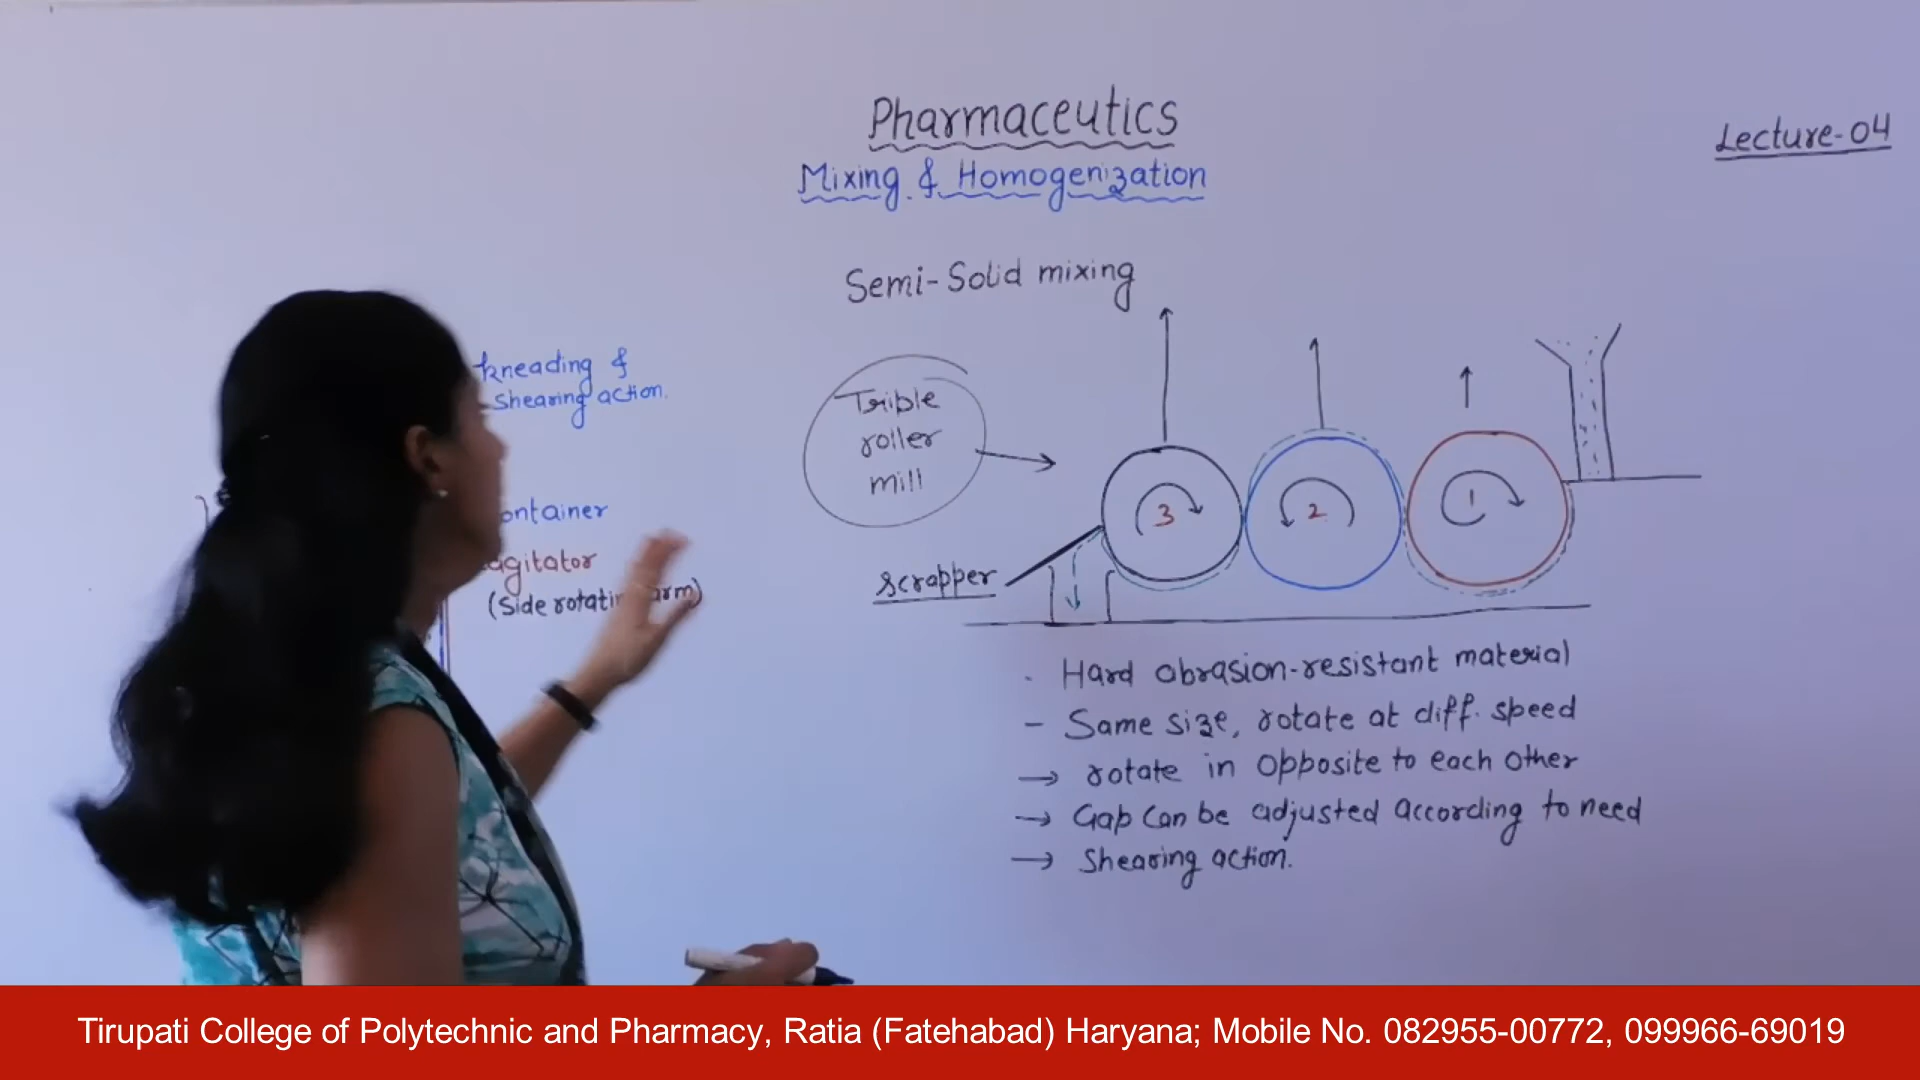 Pharmaceutics
Lecture-04
Mixing & Homogenization
Semi-Solid mixing
kneading &
shearing action.
Trible
roller
mill
3
2
1
ontainer
agitator
(Side rotatin arm)
scrapper
. Hard abrasion-resistant material
- Same size, rotate at diff. speed
→ rotate in opposite to each other
→ Gap can be adjusted according to need
→ Shearing action.
Tirupati College of Polytechnic and Pharmacy, Ratia (Fatehabad) Haryana; Mobile No. 082955-00772, 099966-69019